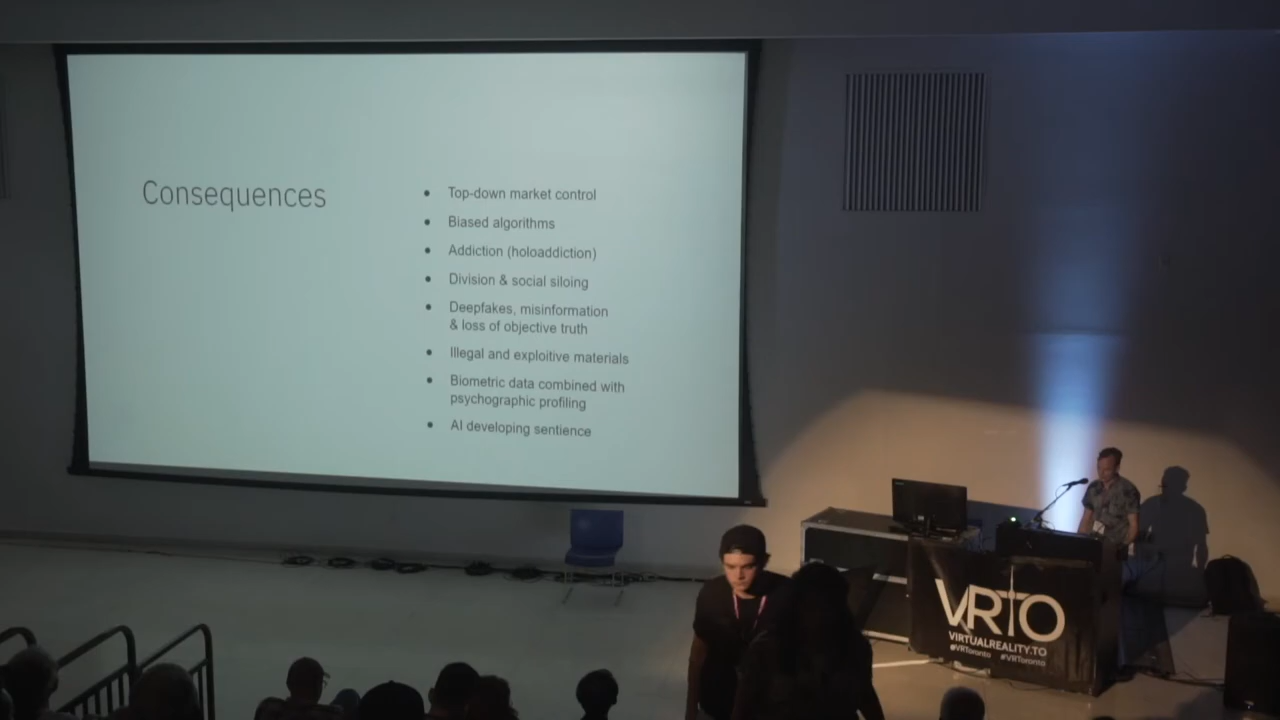 Consequences
Top-down market control
Biased algorithms
Addiction (holoaddiction)
Division & social siloing
Deepfakes, misinformation
& loss of objective truth
Illegal and exploitive materials
Biometric data combined with
psychographic profiling
AI developing sentience
VRTO
VIRTUALREALITY.TO
#VRToronto #VRToronto